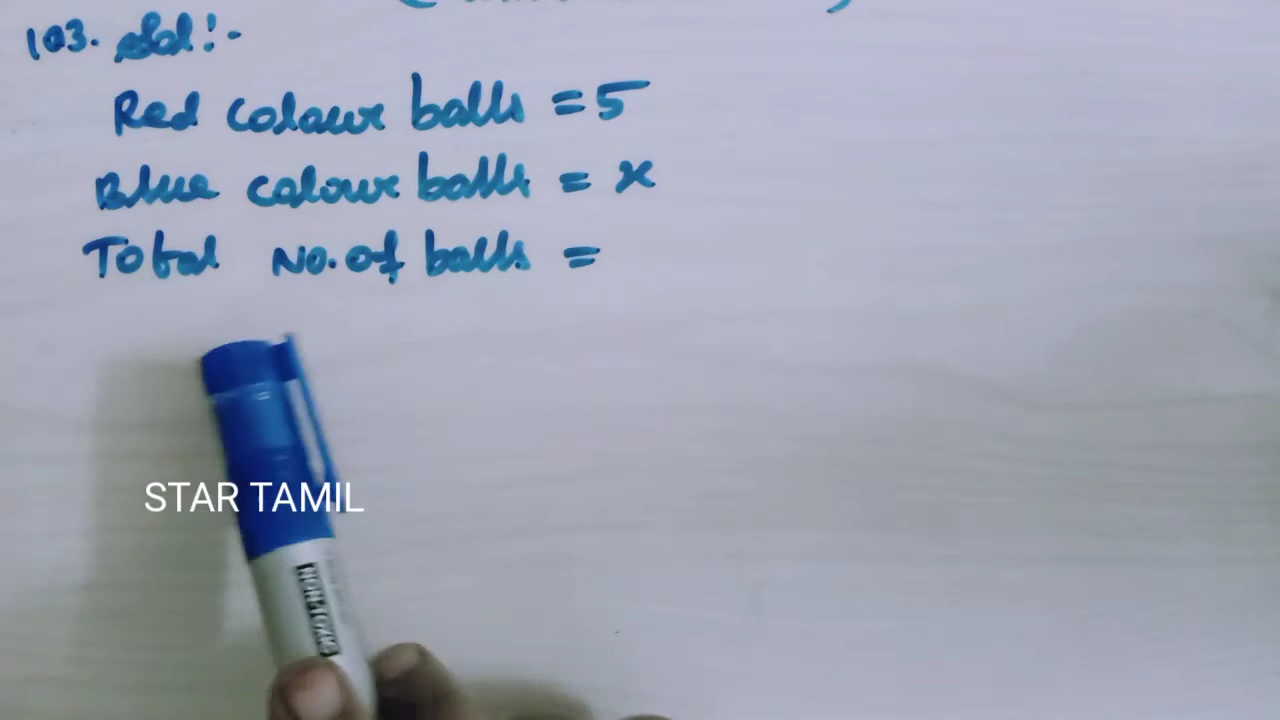 103. Sol:-
Red colour balls = 5
Blue colour balls = x
Total No. of balls =
STAR TAMIL